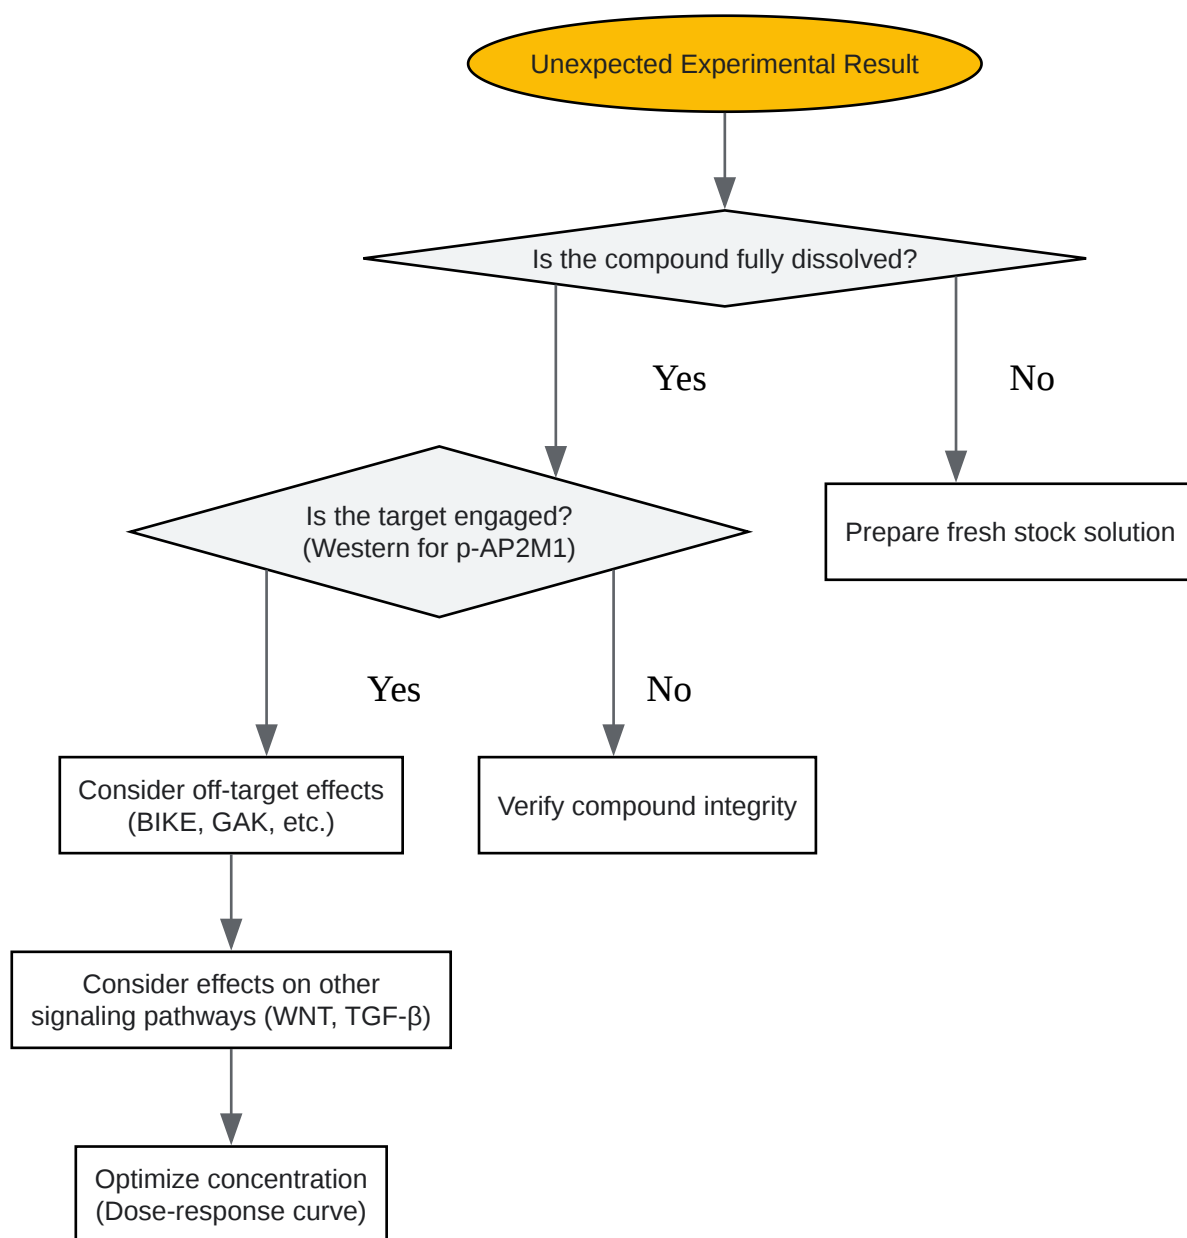 Unexpected Experimental Result
Is the compound fully dissolved?
Yes
No
Is the target engaged?
(Western for p-AP2M1)
Prepare fresh stock solution
Yes
No
Consider off-target effects
(BIKE, GAK, etc.)
Verify compound integrity
Consider effects on other
signaling pathways (WNT, TGF-β)
Optimize concentration
(Dose-response curve)